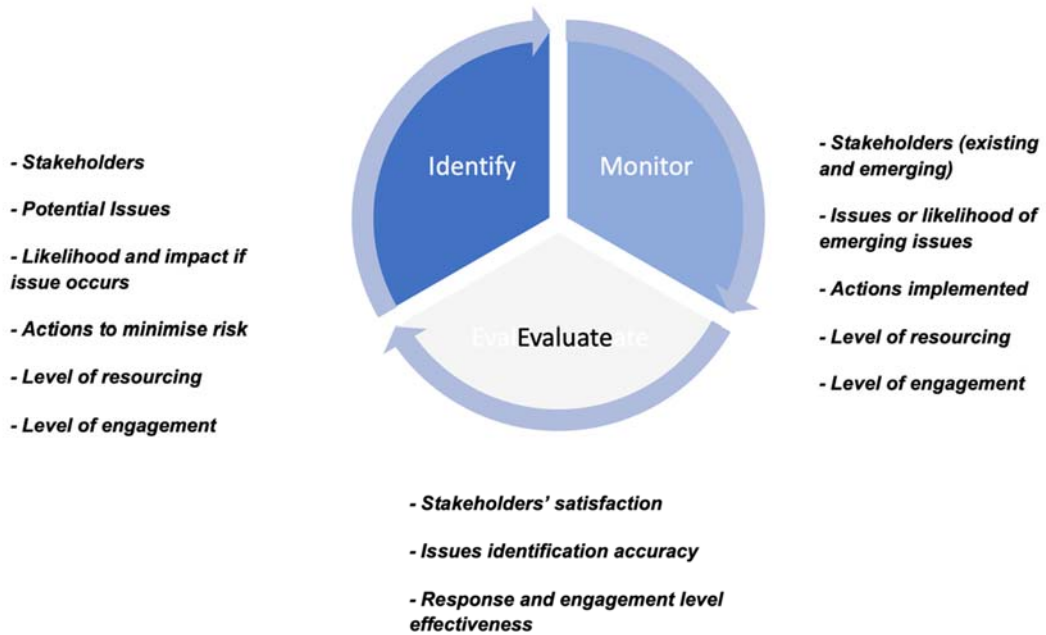 Identify
Monitor
Evaluate
- Stakeholders
- Potential Issues
- Likelihood and impact if
issue occurs
- Actions to minimise risk
- Level of resourcing
- Level of engagement
- Stakeholders (existing
and emerging)
- Issues or likelihood of
emerging issues
- Actions implemented
- Level of resourcing
- Level of engagement
- Stakeholders' satisfaction
- Issues identification accuracy
- Response and engagement level
effectiveness